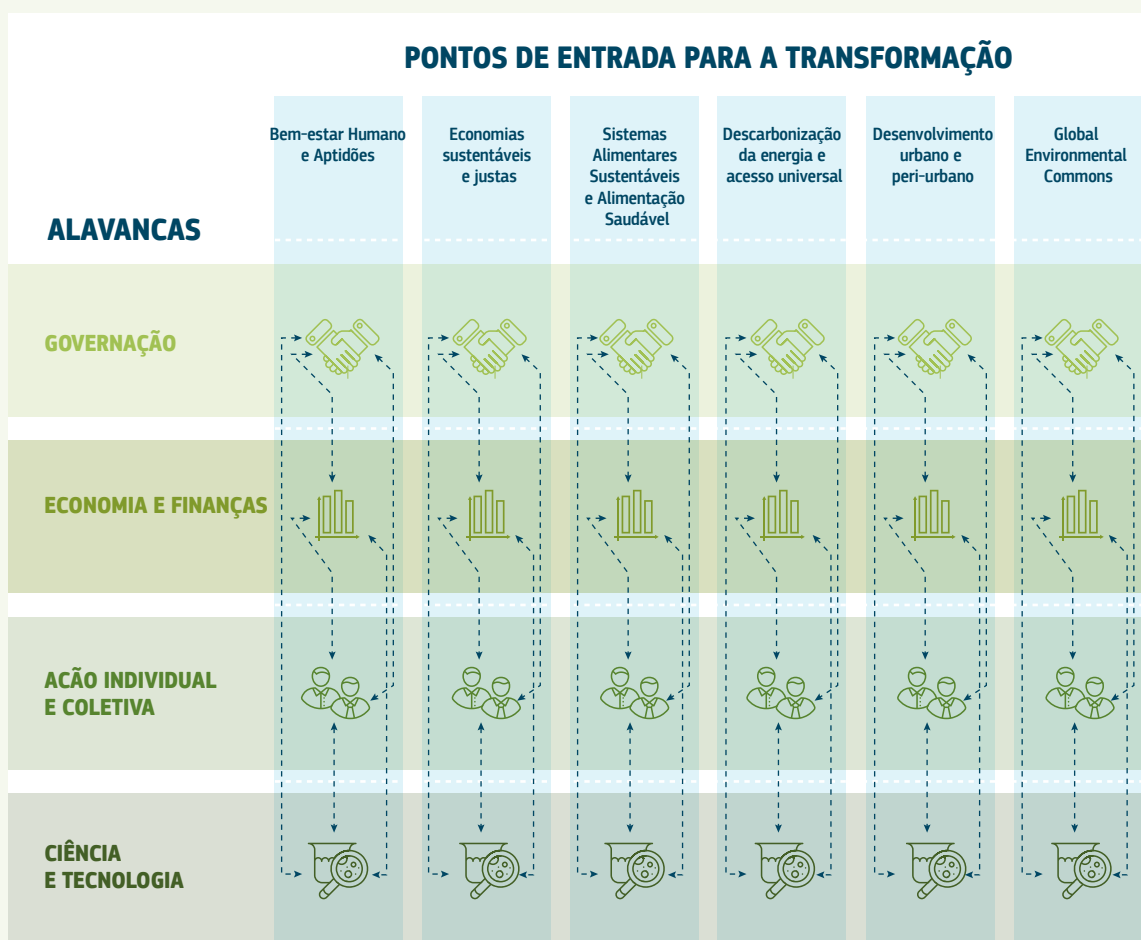 PONTOS DE ENTRADA PARA A TRANSFORMAÇÃO
Bem-estar Humano
e Aptidões
Economias
sustentáveis
e justas
Sistemas
Alimentares
Sustentáveis
e Alimentação
Saudável
Descarbonização
da energia e
acesso universal
Desenvolvimento
urbano e
peri-urbano
Global
Environmental
Commons
ALAVANCAS
GOVERNAÇÃO
ECONOMIA E FINANÇAS
ACÃO INDIVIDUAL
E COLETIVA
CIÊNCIA
E TECNOLOGIA